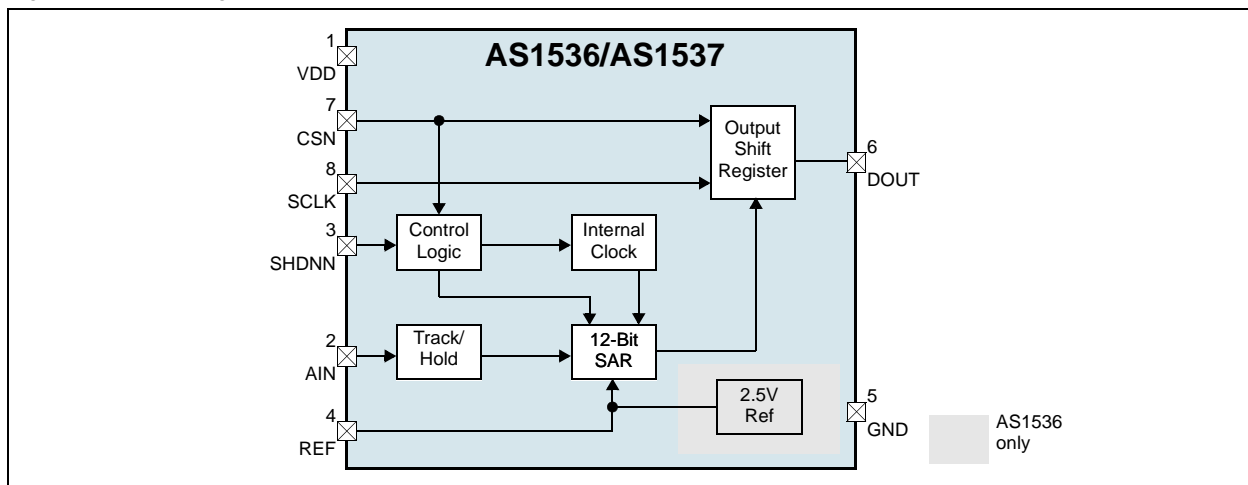 AS1536/AS1537
1
VDD
7
CSN
8
SCLK
3
SHDNN
2
AIN
4
REF
Output
Shift
Register
6
DOUT
Control
Logic
Internal
Clock
Track/
Hold
12-Bit
SAR
2.5V
Ref
5
GND
AS1536
only